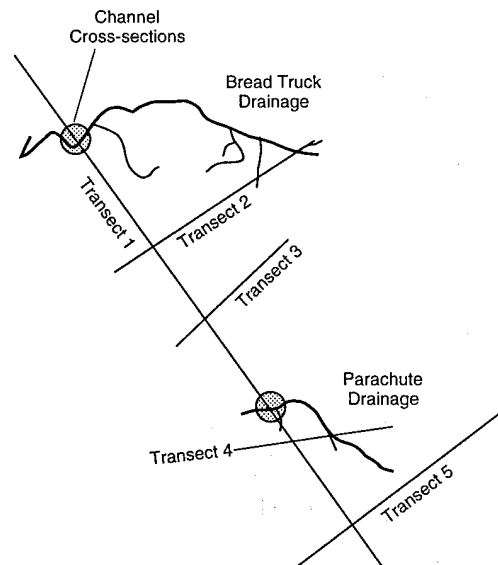 Channel
Cross-sections
Bread Truck
Drainage
Transect 1
Transect 2
Transect 3
Parachute
Drainage
Transect 4
Transect 5